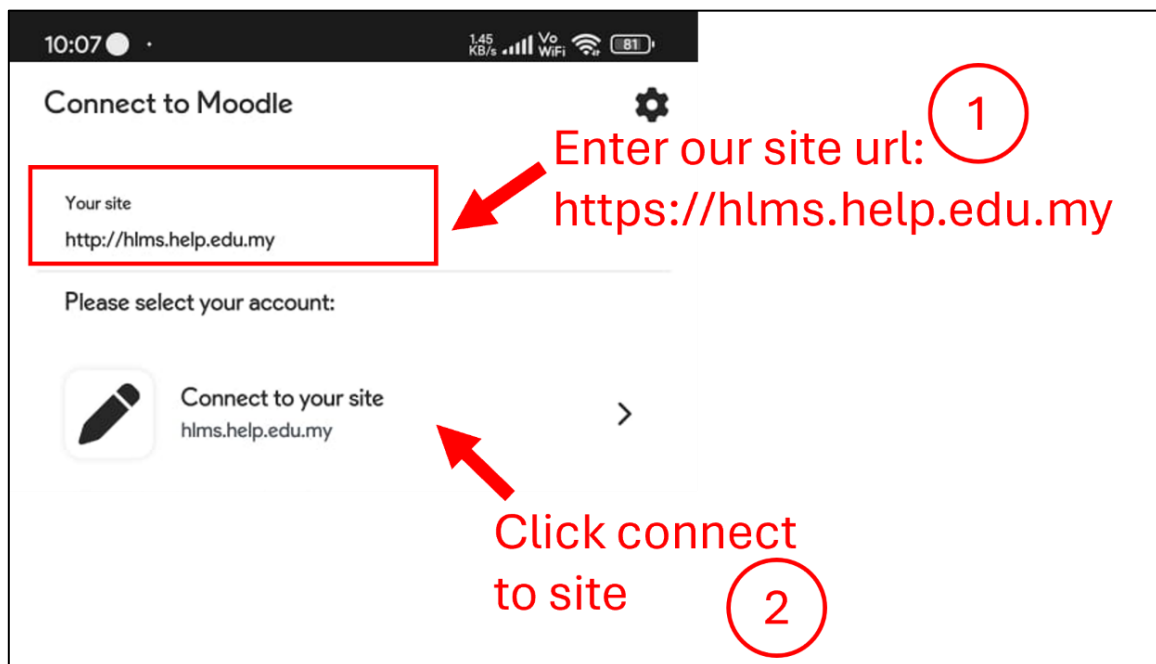 10:07
1.45
KB/s
Vo
WiFi
81
Connect to Moodle
1
Enter our site url:
https://hlms.help.edu.my
Your site
http://hlms.help.edu.my
Please select your account:
Connect to your site
hlms.help.edu.my
Click connect
to site
2